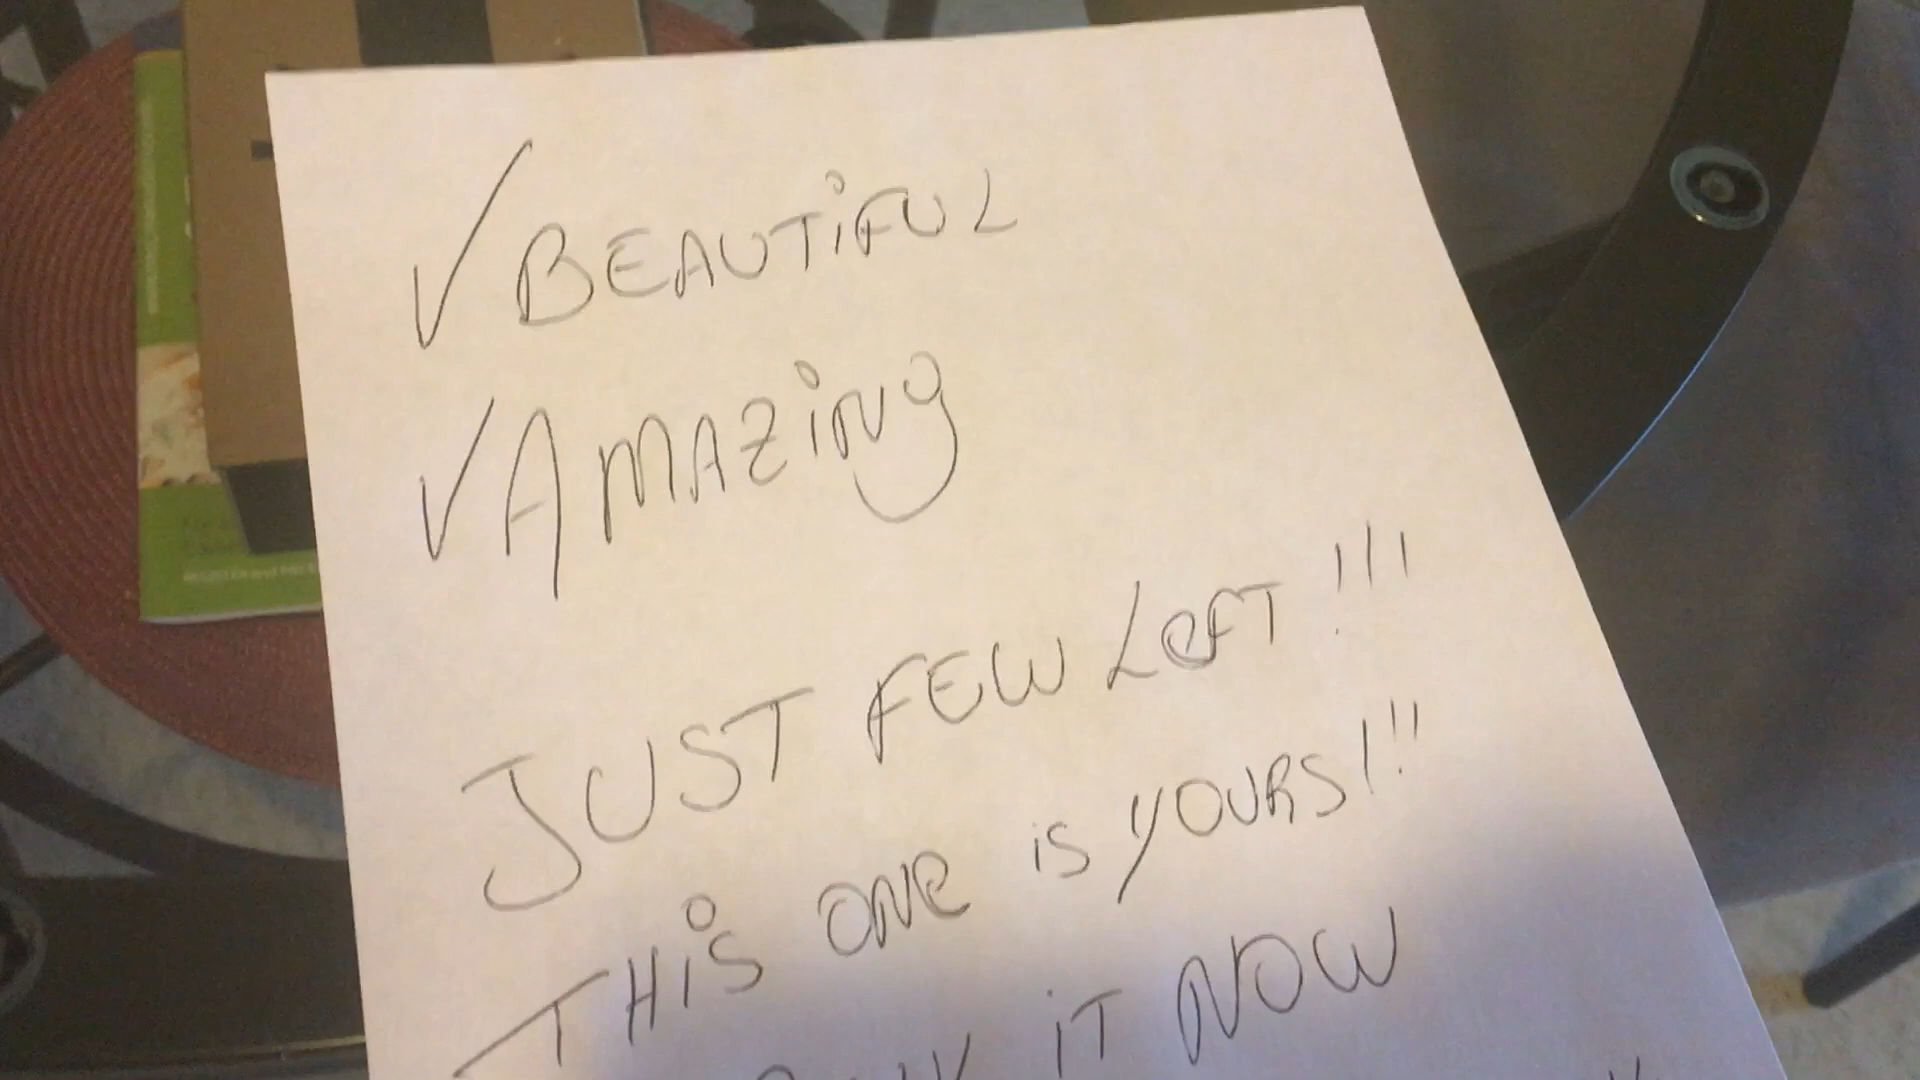 ✓ BEAUTiFUL
✓ AMAZiNg
JUST FEW LeFT!!!
THiS ONe iS YOURS!!!
iT NOW